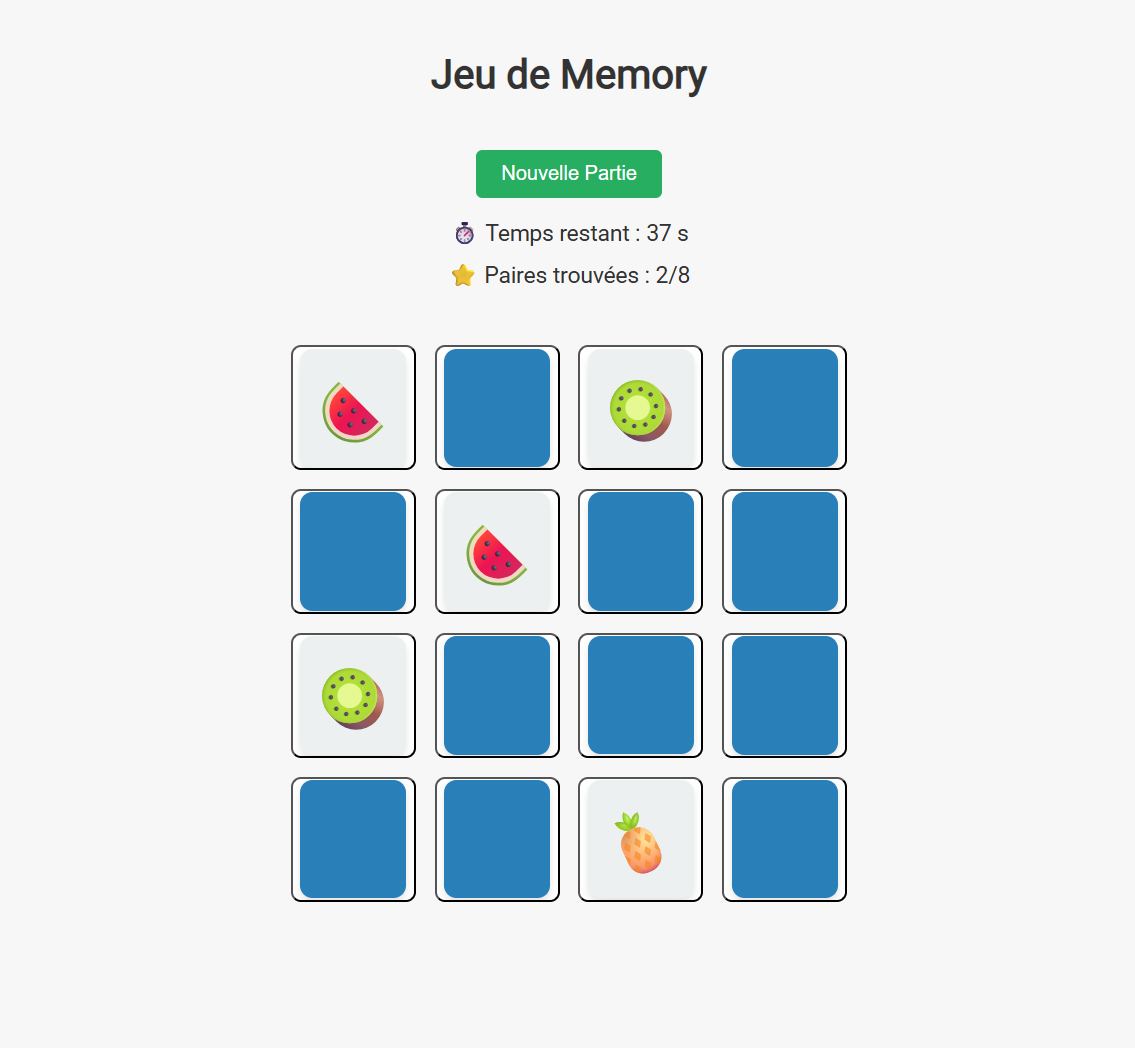 Jeu de Memory
Nouvelle Partie
Temps restant : 37 s
Paires trouvées : 2/8